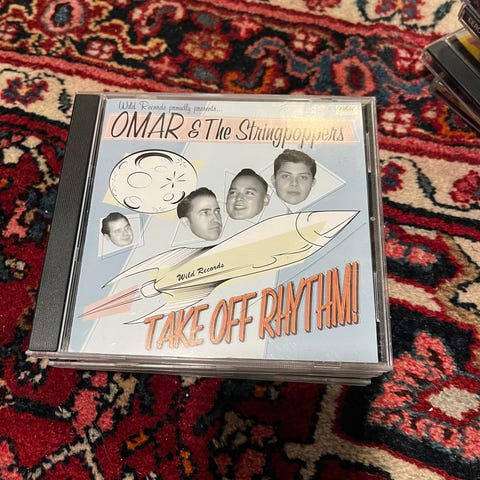 Wild Records proudly presents...
OMAR & The Stringpoppers
Wild Records
TAKE OFF RHYTHM!